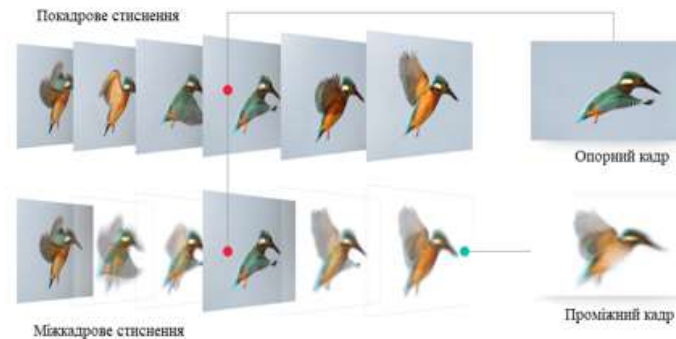 Покадрове стиснення
Опорний кадр
Проміжний кадр
Міжкадрове стиснення